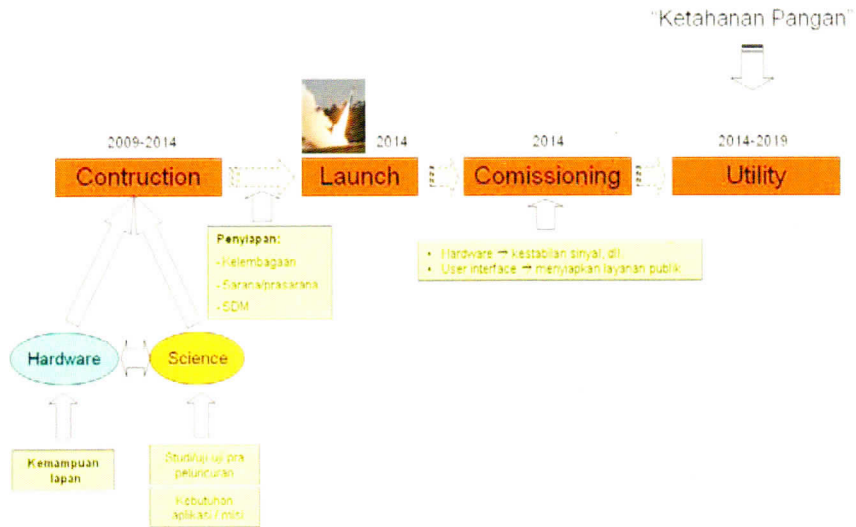 "Ketahanan Pangan"
2009-2014
2014
2014
2014-2019
Contruction
Launch
Comissioning
Utility
Penyiapan:
- Kelembagaan
- Sarana/prasarana
- SDM
• Hardware → kestabilan sinyal, dll
• User interface → menyiapkan layanan publik
Hardware
Science
Kemampuan
lapan
Studi/uji uji pra
peluncuran
Kebutuhan
aplikasi / misi